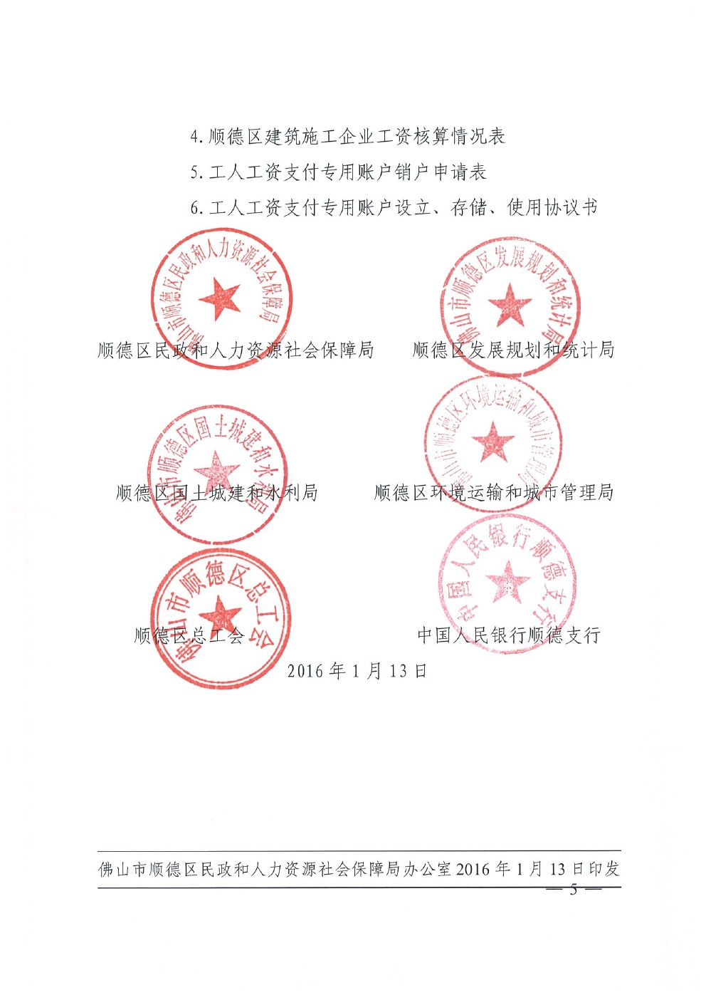 4. 顺德区建筑施工企业工资核算情况表
5. 工人工资支付专用账户销户申请表
6. 工人工资支付专用账户设立、存储、使用协议书
佛山市顺德区民政和人力资源社会保障局
佛山市顺德区发展规划和统计局
顺德区民政和人力资源社会保障局
顺德区发展规划和统计局
佛山市顺德区国土城建和水利局
佛山市顺德区环境运输和城市管理局
顺德区国土城建和水利局
顺德区环境运输和城市管理局
佛山市顺德区总工会
中国人民银行顺德支行
顺德区总工会
中国人民银行顺德支行
2016 年 1 月 13 日
佛山市顺德区民政和人力资源社会保障局办公室 2016 年 1 月 13 日印发
— 5 —